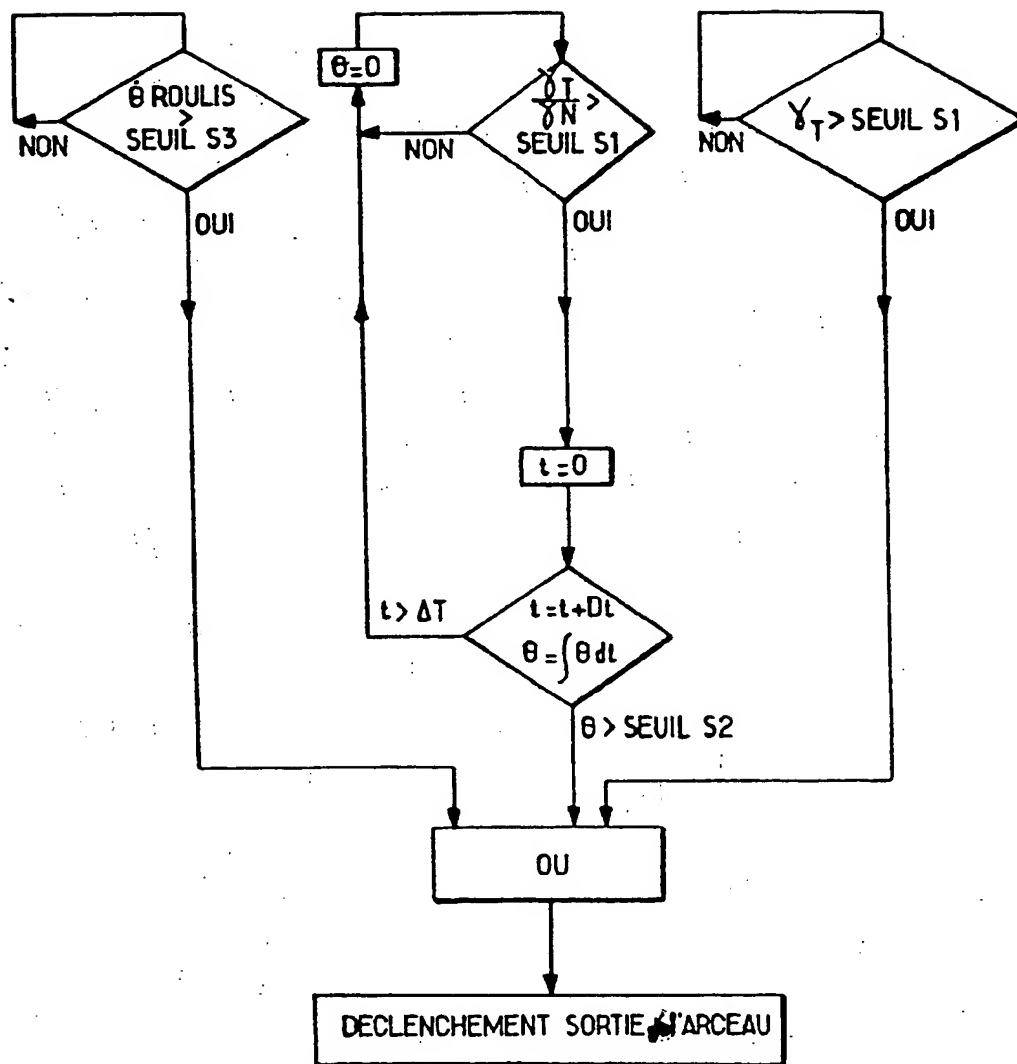 θ̇ ROULIS
>
SEUIL S3
NON
OUI
θ=0
γT/γN >
SEUIL S1
NON
OUI
γT > SEUIL S1
NON
OUI
t=0
t > ΔT
t=t+Dt
θ=∫θ dt
θ > SEUIL S2
OU
DECLENCHEMENT SORTIE d'ARCEAU